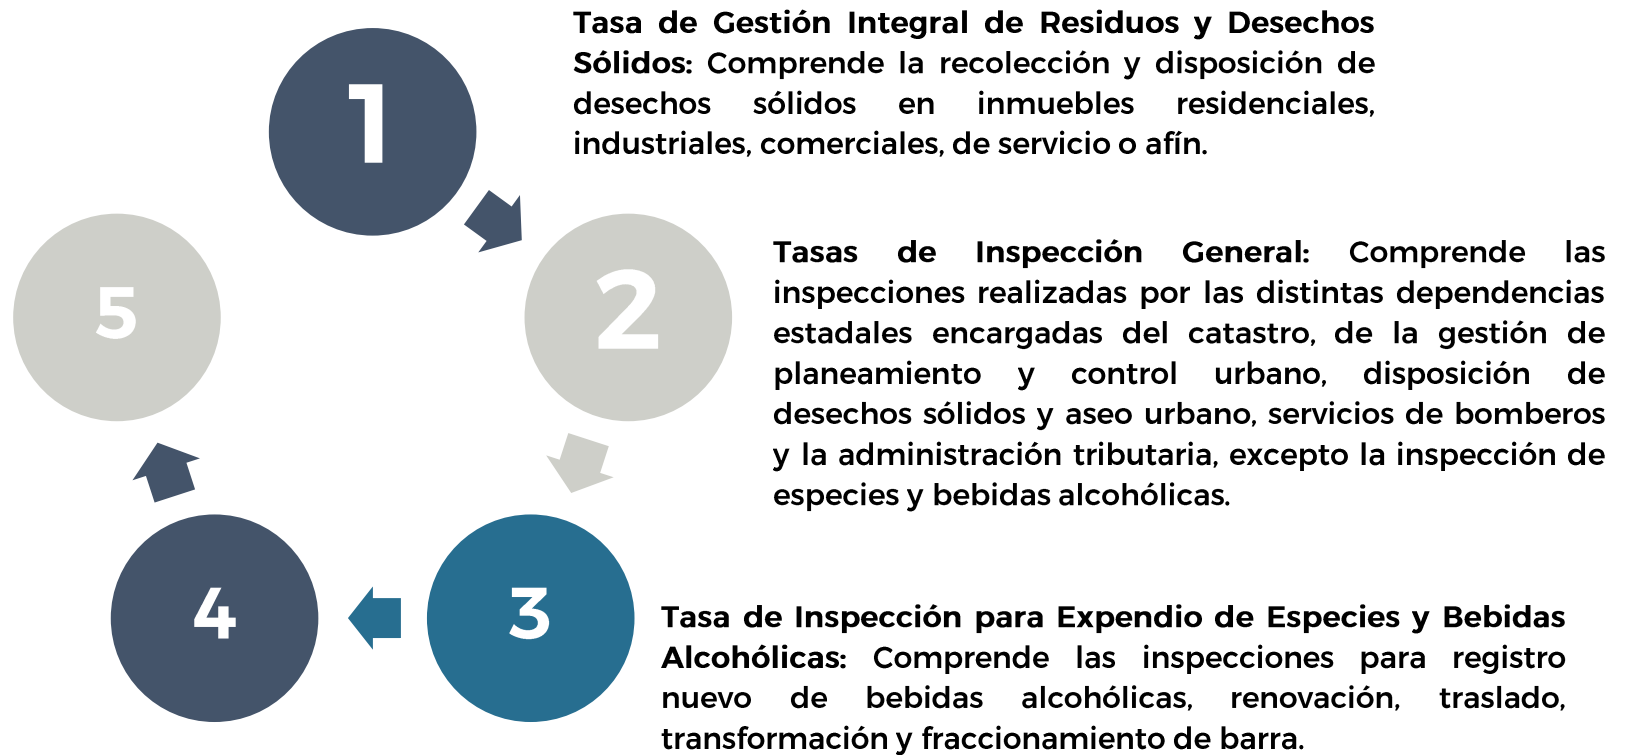 1
Tasa de Gestión Integral de Residuos y Desechos
Sólidos: Comprende la recolección y disposición de
desechos sólidos en inmuebles residenciales,
industriales, comerciales, de servicio o afín.
2
Tasas de Inspección General: Comprende las
inspecciones realizadas por las distintas dependencias
estadales encargadas del catastro, de la gestión de
planeamiento y control urbano, disposición de
desechos sólidos y aseo urbano, servicios de bomberos
y la administración tributaria, excepto la inspección de
especies y bebidas alcohólicas.
3
Tasa de Inspección para Expendio de Especies y Bebidas
Alcohólicas: Comprende las inspecciones para registro
nuevo de bebidas alcohólicas, renovación, traslado,
transformación y fraccionamiento de barra.
4
5